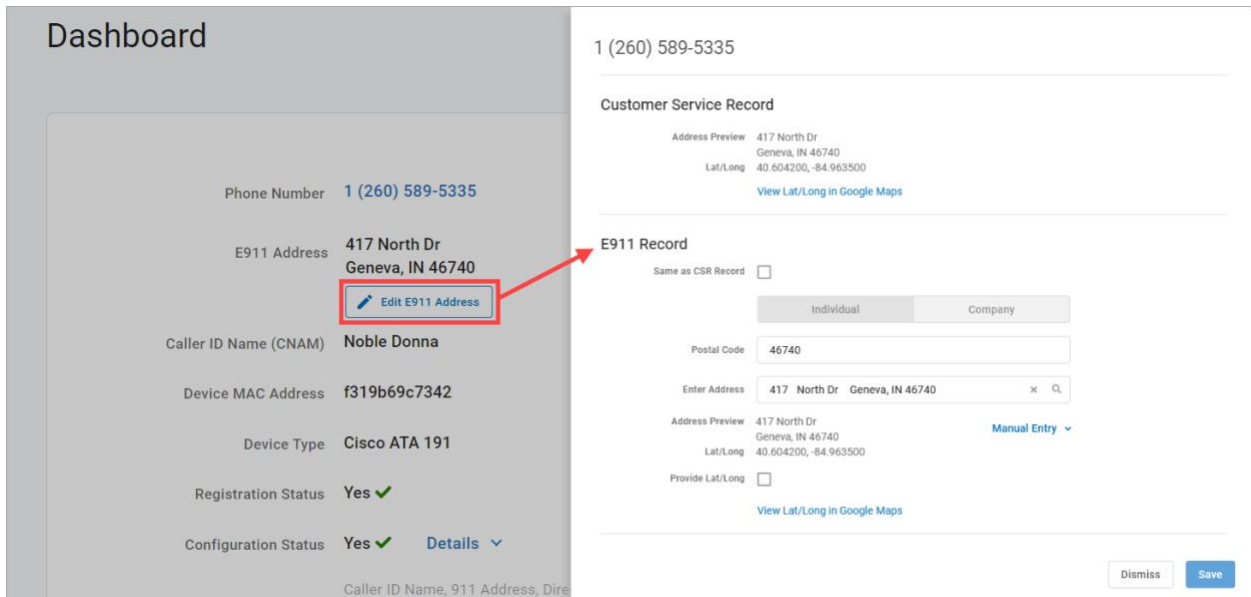 Dashboard
Phone Number 1 (260) 589-5335
E911 Address 417 North Dr
Geneva, IN 46740
Edit E911 Address
Caller ID Name (CNAM) Noble Donna
Device MAC Address f319b69c7342
Device Type Cisco ATA 191
Registration Status Yes
Configuration Status Yes Details
Caller ID Name, 911 Address, Dire
1 (260) 589-5335
Customer Service Record
Address Preview 417 North Dr
Geneva, IN 46740
Lat/Long 40.604200, -84.963500
View Lat/Long in Google Maps
E911 Record
Same as CSR Record
Individual Company
Postal Code 46740
Enter Address 417 North Dr Geneva, IN 46740
Address Preview 417 North Dr Manual Entry
Geneva, IN 46740
Lat/Long 40.604200, -84.963500
Provide Lat/Long
View Lat/Long in Google Maps
Dismiss Save